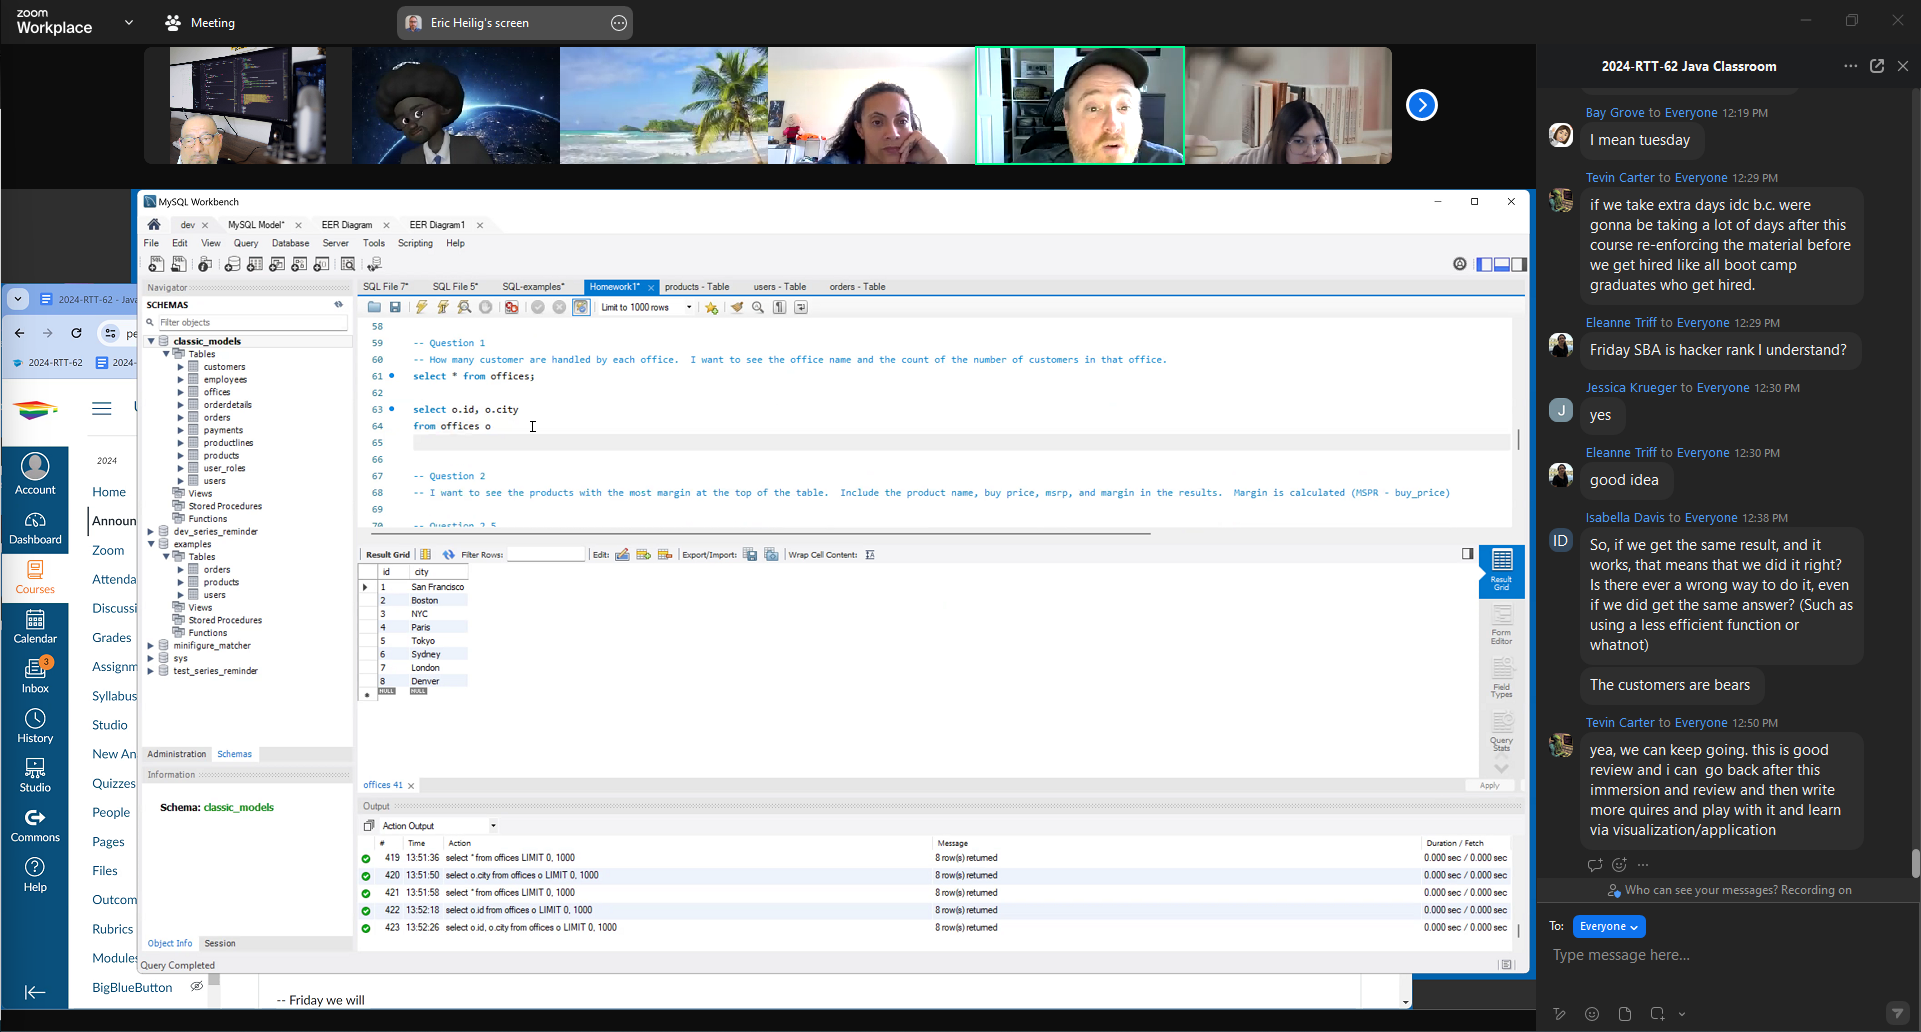 zoom
Workplace
Meeting
Eric Heilig's screen
2024-RTT-62 Java Classroom
Bay Grove to Everyone 12:19 PM
I mean tuesday
Tevin Carter to Everyone 12:29 PM
if we take extra days idc b.c. were
gonna be taking a lot of days after this
course re-enforcing the material before
we get hired like all boot camp
graduates who get hired.
Eleanne Triff to Everyone 12:29 PM
Friday SBA is hacker rank I understand?
Jessica Krueger to Everyone 12:30 PM
J
yes
Eleanne Triff to Everyone 12:30 PM
good idea
Isabella Davis to Everyone 12:38 PM
ID
So, if we get the same result, and it
works, that means that we did it right?
Is there ever a wrong way to do it, even
if we did get the same answer? (Such as
using a less efficient function or
whatnot)
The customers are bears
Tevin Carter to Everyone 12:50 PM
yea, we can keep going. this is good
review and i can go back after this
immersion and review and then write
more quires and play with it and learn
via visualization/application
Who can see your messages? Recording on
To: Everyone
Type message here...
MySQL Workbench
dev
MySQL Model*
EER Diagram
EER Diagram1
File Edit View Query Database Server Tools Scripting Help
Navigator
SCHEMAS
Filter objects
classic_models
Tables
customers
employees
offices
orderdetails
orders
payments
productlines
products
user_roles
users
Views
Stored Procedures
Functions
dev_series_reminder
examples
Tables
orders
products
users
Views
Stored Procedures
Functions
minifigure_matcher
sys
test_series_reminder
Administration Schemas
Information
Schema: classic_models
Object Info Session
Query Completed
SQL File 7* SQL File 5* SQL-examples* Homework1* products - Table users - Table orders - Table
Limit to 1000 rows
58
59 -- Question 1
60 -- How many customer are handled by each office. I want to see the office name and the count of the number of customers in that office.
61 select * from offices;
62
63 select o.id, o.city
64 from offices o
65
66
67 -- Question 2
68 -- I want to see the products with the most margin at the top of the table. Include the product name, buy price, msrp, and margin in the results. Margin is calculated (MSPR - buy_price)
69
70 -- Question 2.5
Result Grid Filter Rows: Edit: Export/Import: Wrap Cell Content:
id city
1 San Francisco
2 Boston
3 NYC
4 Paris
5 Tokyo
6 Sydney
7 London
8 Denver
NULL NULL
Result
Grid
Form
Editor
Field
Types
Query
Stats
offices 41
Apply
Output
Action Output
# Time Action Message Duration / Fetch
419 13:51:36 select * from offices LIMIT 0, 1000 8 row(s) returned 0.000 sec / 0.000 sec
420 13:51:50 select o.city from offices o LIMIT 0, 1000 8 row(s) returned 0.000 sec / 0.000 sec
421 13:51:58 select * from offices LIMIT 0, 1000 8 row(s) returned 0.000 sec / 0.000 sec
422 13:52:18 select o.id from offices o LIMIT 0, 1000 8 row(s) returned 0.000 sec / 0.000 sec
423 13:52:26 select o.id, o.city from offices o LIMIT 0, 1000 8 row(s) returned 0.000 sec / 0.000 sec
2024-RTT-62 - Java
pe
2024-RTT-62
2024-
2024
Account
Dashboard
Courses
Calendar
3
Inbox
History
Studio
Commons
Help
Home
Announ
Zoom
Attenda
Discussi
Grades
Assignm
Syllabus
Studio
New An
Quizzes
People
Pages
Files
Outcom
Rubrics
Modules
BigBlueButton
-- Friday we will